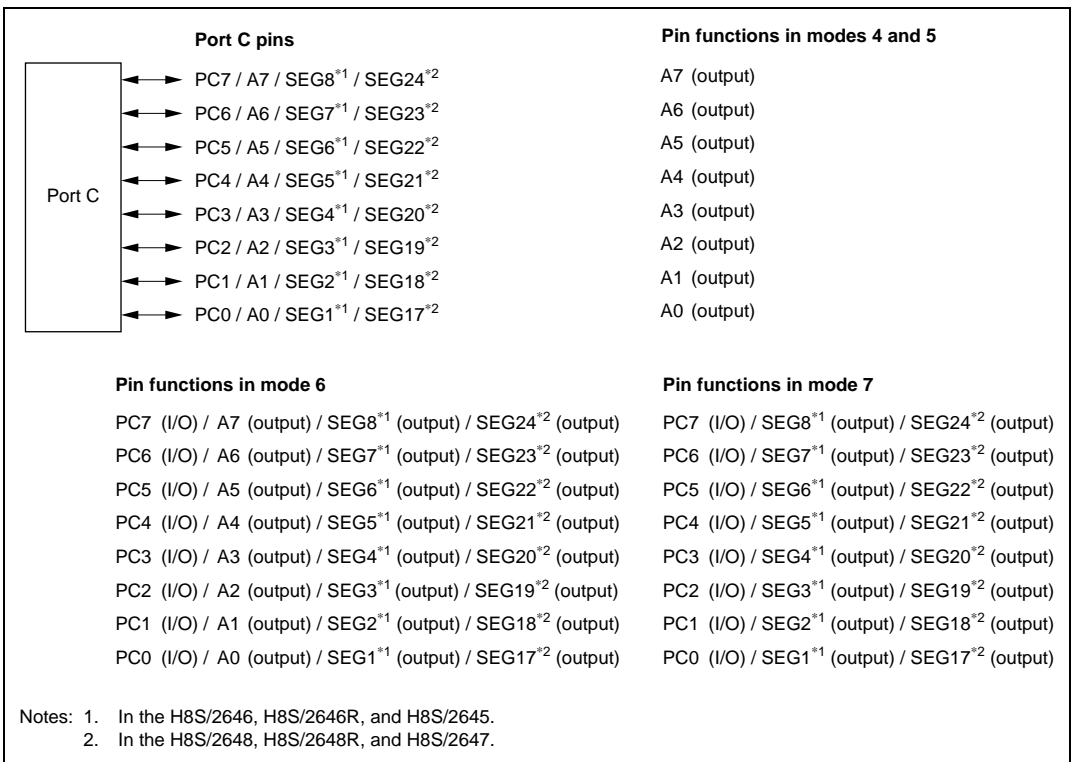 Port C pins
Pin functions in modes 4 and 5
Port C
PC7 / A7 / SEG8*1 / SEG24*2
A7 (output)
PC6 / A6 / SEG7*1 / SEG23*2
A6 (output)
PC5 / A5 / SEG6*1 / SEG22*2
A5 (output)
PC4 / A4 / SEG5*1 / SEG21*2
A4 (output)
PC3 / A3 / SEG4*1 / SEG20*2
A3 (output)
PC2 / A2 / SEG3*1 / SEG19*2
A2 (output)
PC1 / A1 / SEG2*1 / SEG18*2
A1 (output)
PC0 / A0 / SEG1*1 / SEG17*2
A0 (output)
Pin functions in mode 6
PC7 (I/O) / A7 (output) / SEG8*1 (output) / SEG24*2 (output)
PC6 (I/O) / A6 (output) / SEG7*1 (output) / SEG23*2 (output)
PC5 (I/O) / A5 (output) / SEG6*1 (output) / SEG22*2 (output)
PC4 (I/O) / A4 (output) / SEG5*1 (output) / SEG21*2 (output)
PC3 (I/O) / A3 (output) / SEG4*1 (output) / SEG20*2 (output)
PC2 (I/O) / A2 (output) / SEG3*1 (output) / SEG19*2 (output)
PC1 (I/O) / A1 (output) / SEG2*1 (output) / SEG18*2 (output)
PC0 (I/O) / A0 (output) / SEG1*1 (output) / SEG17*2 (output)
Pin functions in mode 7
PC7 (I/O) / SEG8*1 (output) / SEG24*2 (output)
PC6 (I/O) / SEG7*1 (output) / SEG23*2 (output)
PC5 (I/O) / SEG6*1 (output) / SEG22*2 (output)
PC4 (I/O) / SEG5*1 (output) / SEG21*2 (output)
PC3 (I/O) / SEG4*1 (output) / SEG20*2 (output)
PC2 (I/O) / SEG3*1 (output) / SEG19*2 (output)
PC1 (I/O) / SEG2*1 (output) / SEG18*2 (output)
PC0 (I/O) / SEG1*1 (output) / SEG17*2 (output)
Notes: 1. In the H8S/2646, H8S/2646R, and H8S/2645.
2. In the H8S/2648, H8S/2648R, and H8S/2647.